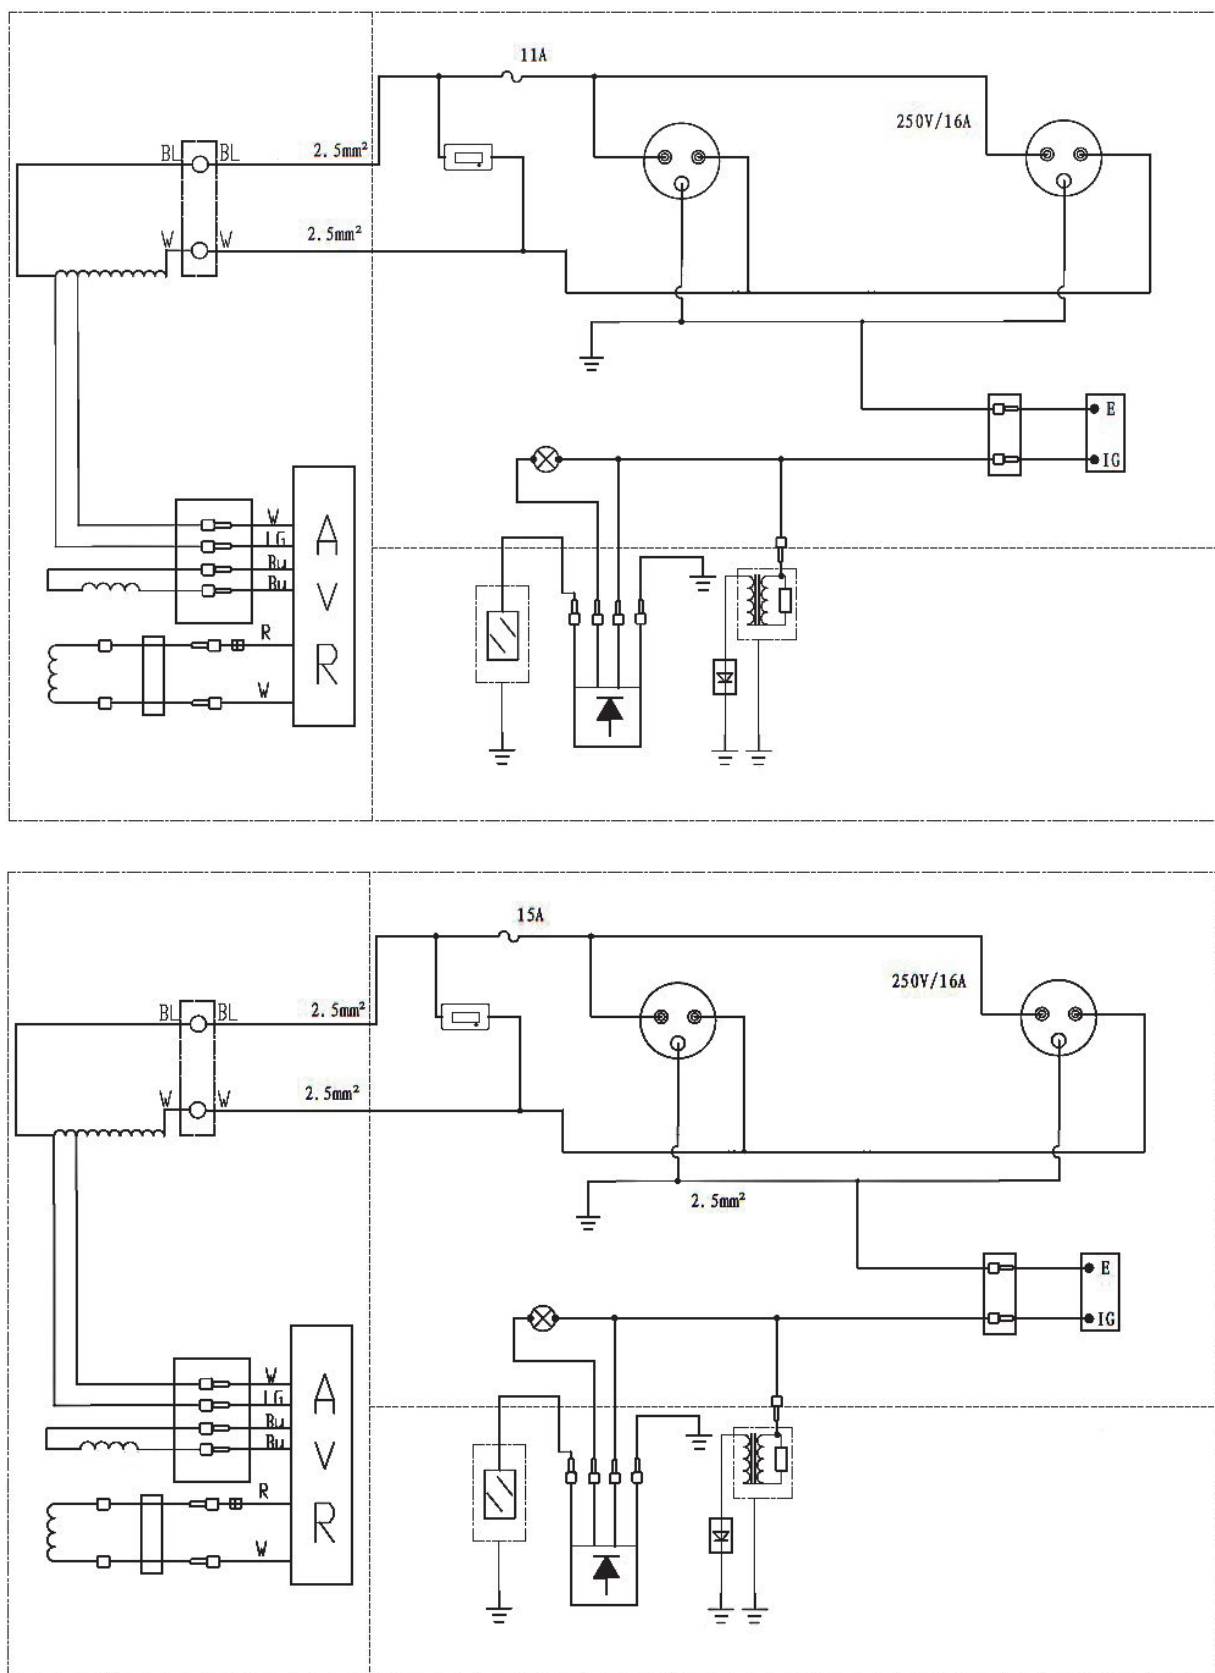 11A
250V/16A
BL BL 2.5mm²
W W 2.5mm²
E
IG
W
LG
Bu
Bu
R
W
A
V
R
15A
250V/16A
BL BL 2.5mm²
W W 2.5mm²
2.5mm²
E
IG
W
LG
Bu
Bu
R
W
A
V
R